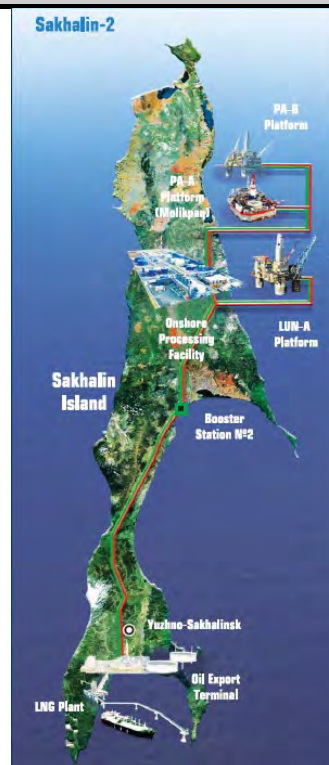 Sakhalin-2
PA-B
Platform
PA-A
Platform
(Molikpaq)
LUN-A
Platform
Onshore
Processing
Facility
Sakhalin
Island
Booster
Station Nº2
Yuzhno-Sakhalinsk
Oil Export
Terminal
LNG Plant